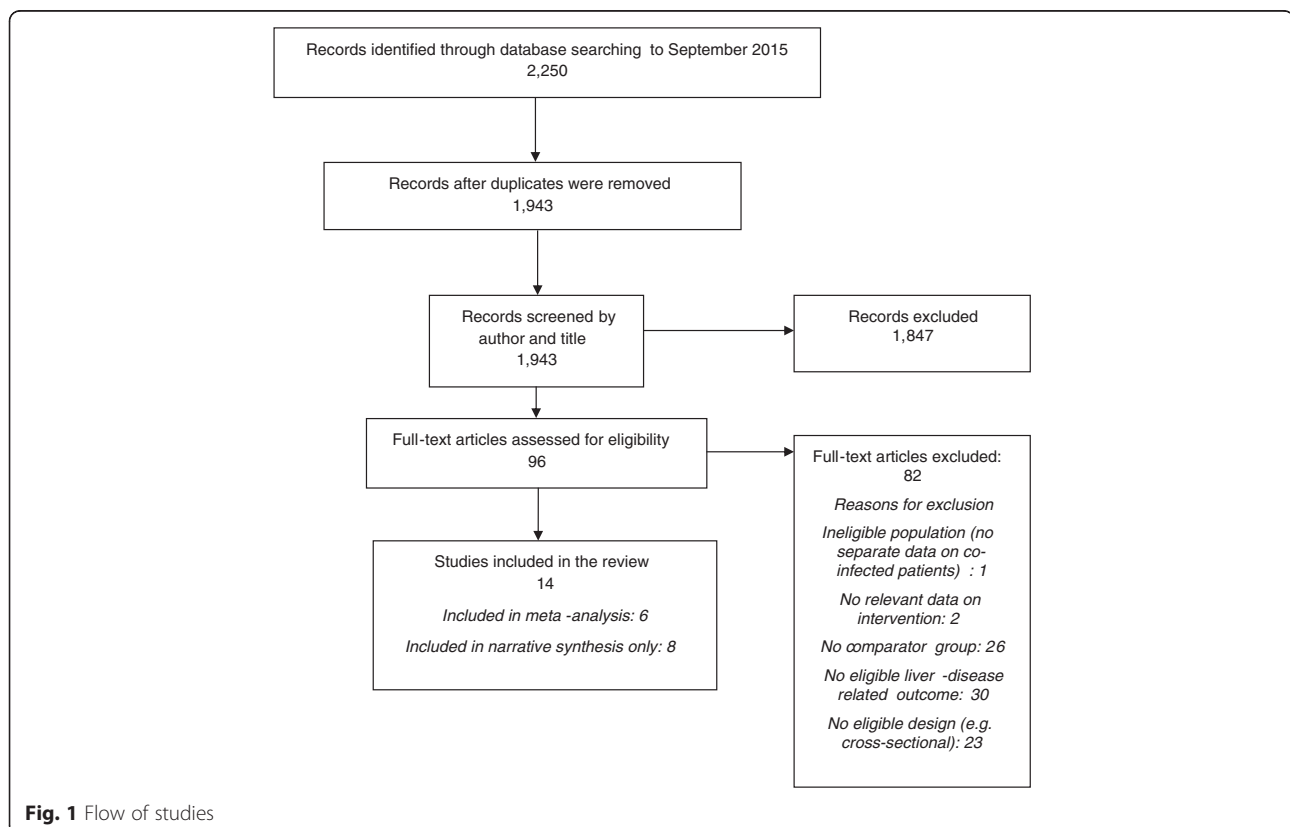 Records identified through database searching to September 2015
2,250
Records after duplicates were removed
1,943
Records screened by
author and title
1,943
Records excluded
1,847
Full-text articles assessed for eligibility
96
Full-text articles excluded:
82
Reasons for exclusion
Ineligible population (no
separate data on co-
infected patients) : 1
No relevant data on
intervention: 2
No comparator group: 26
No eligible liver -disease
related outcome: 30
No eligible design (e.g.
cross-sectional): 23
Studies included in the review
14
Included in meta -analysis: 6
Included in narrative synthesis only: 8
Fig. 1 Flow of studies